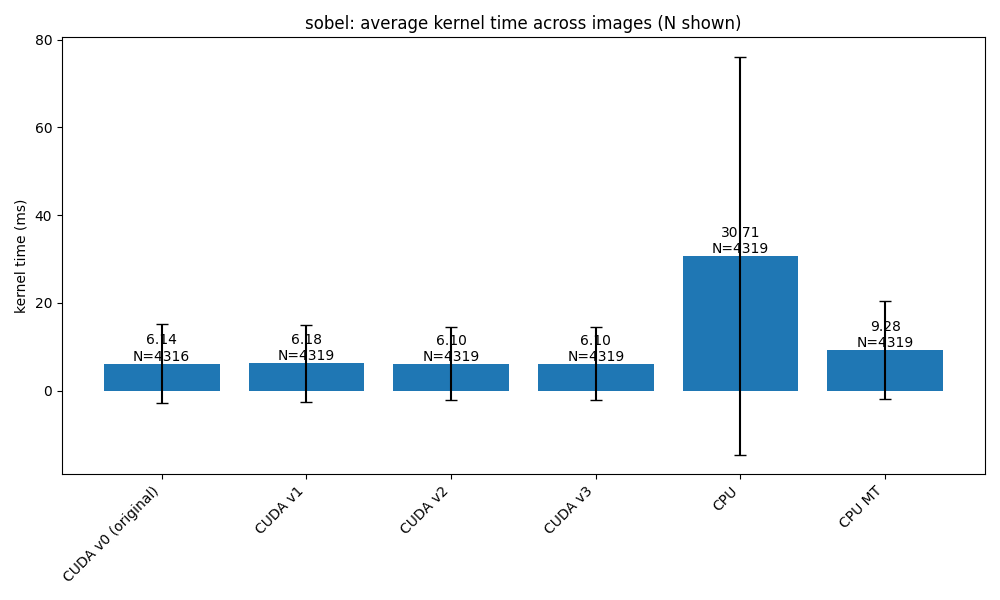 sobel: average kernel time across images (N shown)
kernel time (ms)
80
60
40
20
0
6.14
N=4316
6.18
N=4319
6.10
N=4319
6.10
N=4319
30.71
N=4319
9.28
N=4319
CUDA v0 (original)
CUDA v1
CUDA v2
CUDA v3
CPU
CPU MT